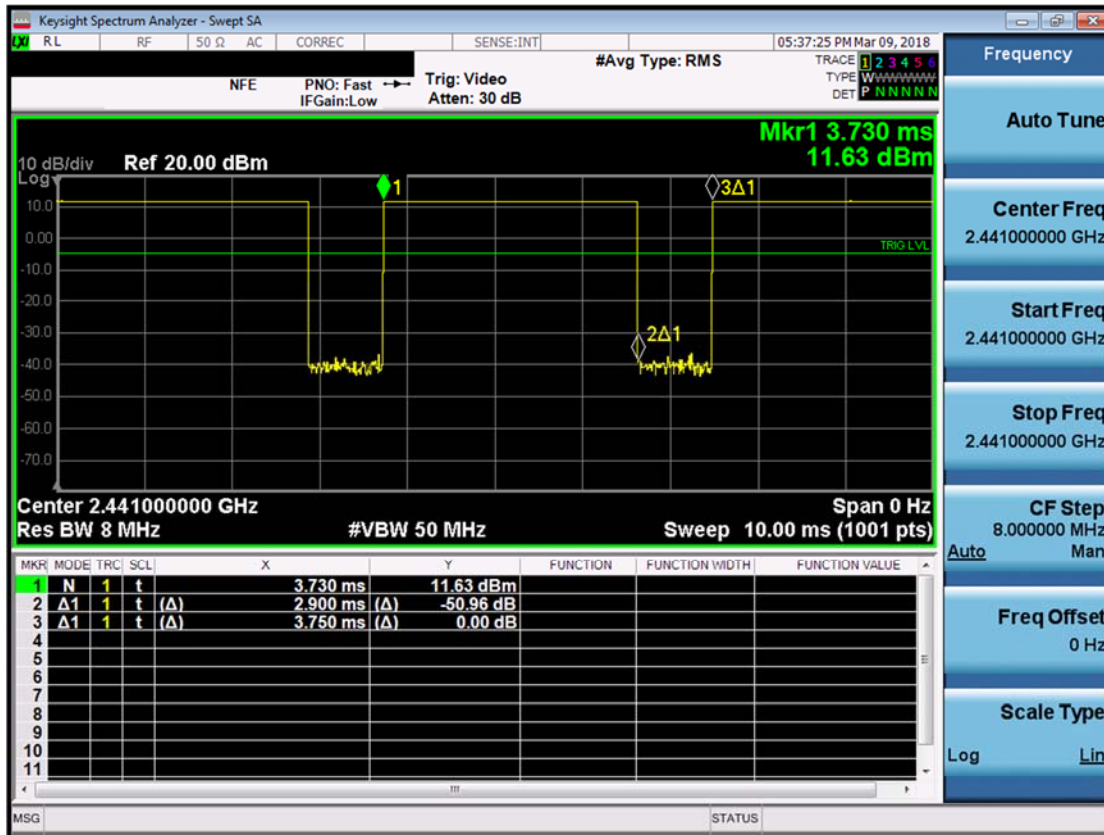 Keysight Spectrum Analyzer - Swept SA
LXI RL RF 50 Ω AC CORREC SENSE:INT 05:37:25 PM Mar 09, 2018
#Avg Type: RMS
TRACE 1 2 3 4 5 6
TYPE WWWWWW
DET P N N N N N
NFE PNO: Fast Trig: Video
IFGain:Low Atten: 30 dB
Mkr1 3.730 ms
11.63 dBm
10 dB/div Ref 20.00 dBm
Log
1
3Δ1
10.0
0.00
TRIG LVL
-10.0
-20.0
-30.0
2Δ1
-40.0
-50.0
-60.0
-70.0
Center 2.441000000 GHz Span 0 Hz
Res BW 8 MHz #VBW 50 MHz Sweep 10.00 ms (1001 pts)
MKR MODE TRC SCL X Y FUNCTION FUNCTION WIDTH FUNCTION VALUE
1 N 1 t 3.730 ms 11.63 dBm
2 Δ1 1 t (Δ) 2.900 ms (Δ) -50.96 dB
3 Δ1 1 t (Δ) 3.750 ms (Δ) 0.00 dB
4
5
6
7
8
9
10
11
MSG STATUS
Frequency
Auto Tune
Center Freq
2.441000000 GHz
Start Freq
2.441000000 GHz
Stop Freq
2.441000000 GHz
CF Step
8.000000 MHz
Auto Man
Freq Offset
0 Hz
Scale Type
Log Lin